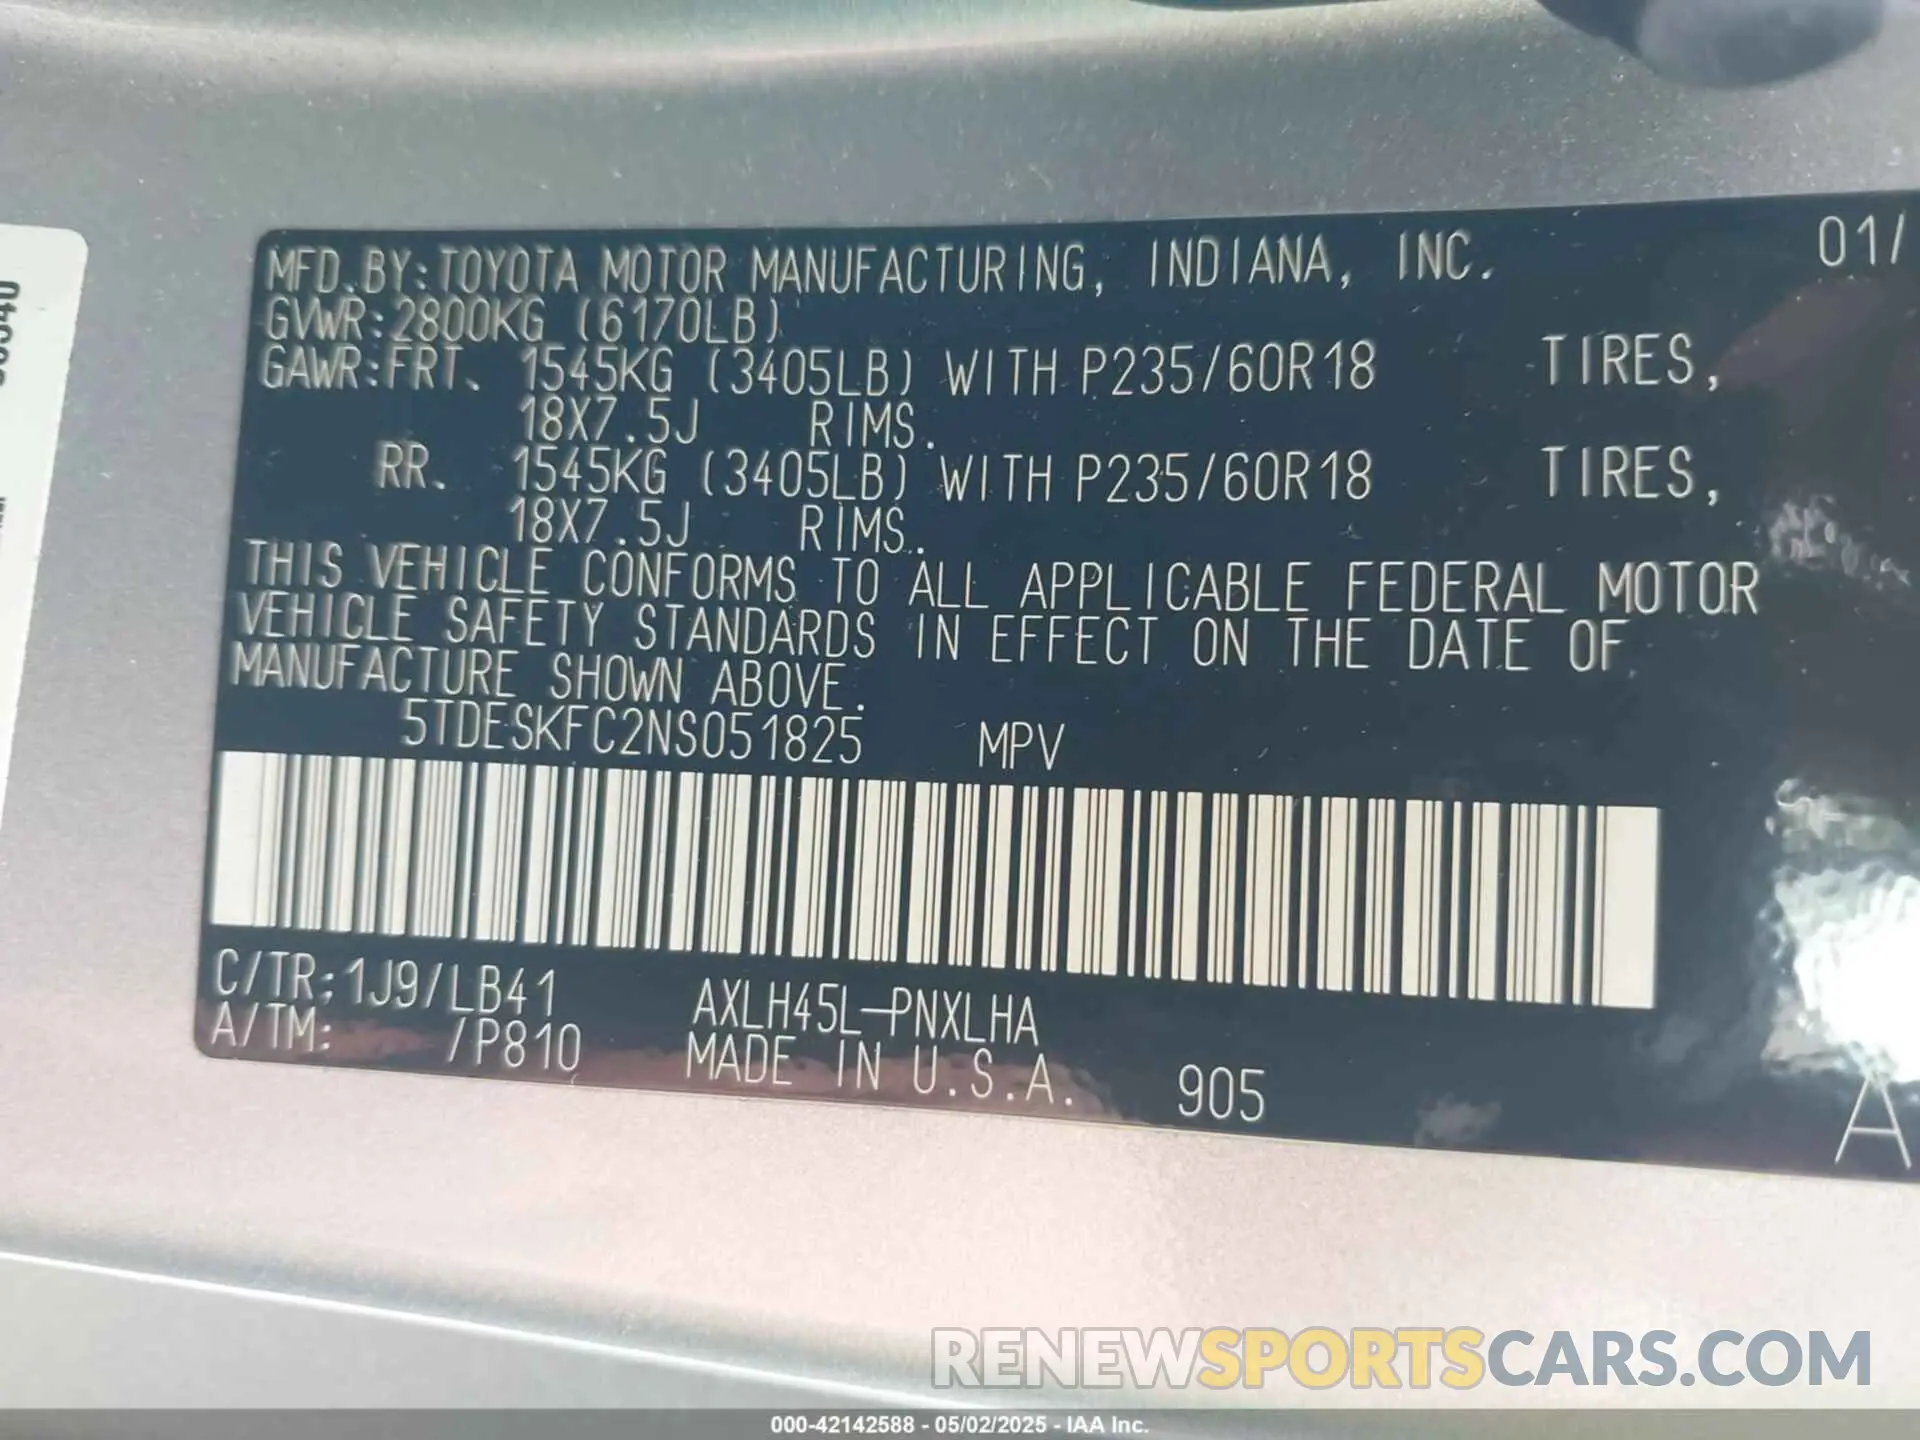 MFD.BY:TOYOTA MOTOR MANUFACTURING, INDIANA, INC. 01/
GVWR:2800KG (6170LB)
GAWR:FRT. 1545KG (3405LB) WITH P235/60R18 TIRES,
18X7.5J RIMS.
RR. 1545KG (3405LB) WITH P235/60R18 TIRES,
18X7.5J RIMS.
THIS VEHICLE CONFORMS TO ALL APPLICABLE FEDERAL MOTOR
VEHICLE SAFETY STANDARDS IN EFFECT ON THE DATE OF
MANUFACTURE SHOWN ABOVE.
5TDESKFC2NS051825 MPV
C/TR:1J9/LB41 AXLH45L-PNXLHA
A/TM: /P810 MADE IN U.S.A. 905
A
RENEWSPORTSCARS.COM
000-42142588 - 05/02/2025 - IAA Inc.